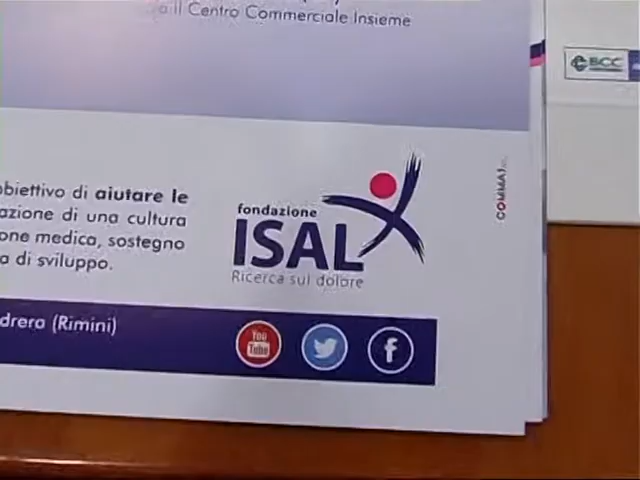 Il Centro Commerciale Insieme
BCC
obiettivo di aiutare le
azione di una cultura
one medica, sostegno
a di sviluppo.
fondazione
ISAL
Ricerca sul dolore
COMMA3
drera (Rimini)
You
Tube
f